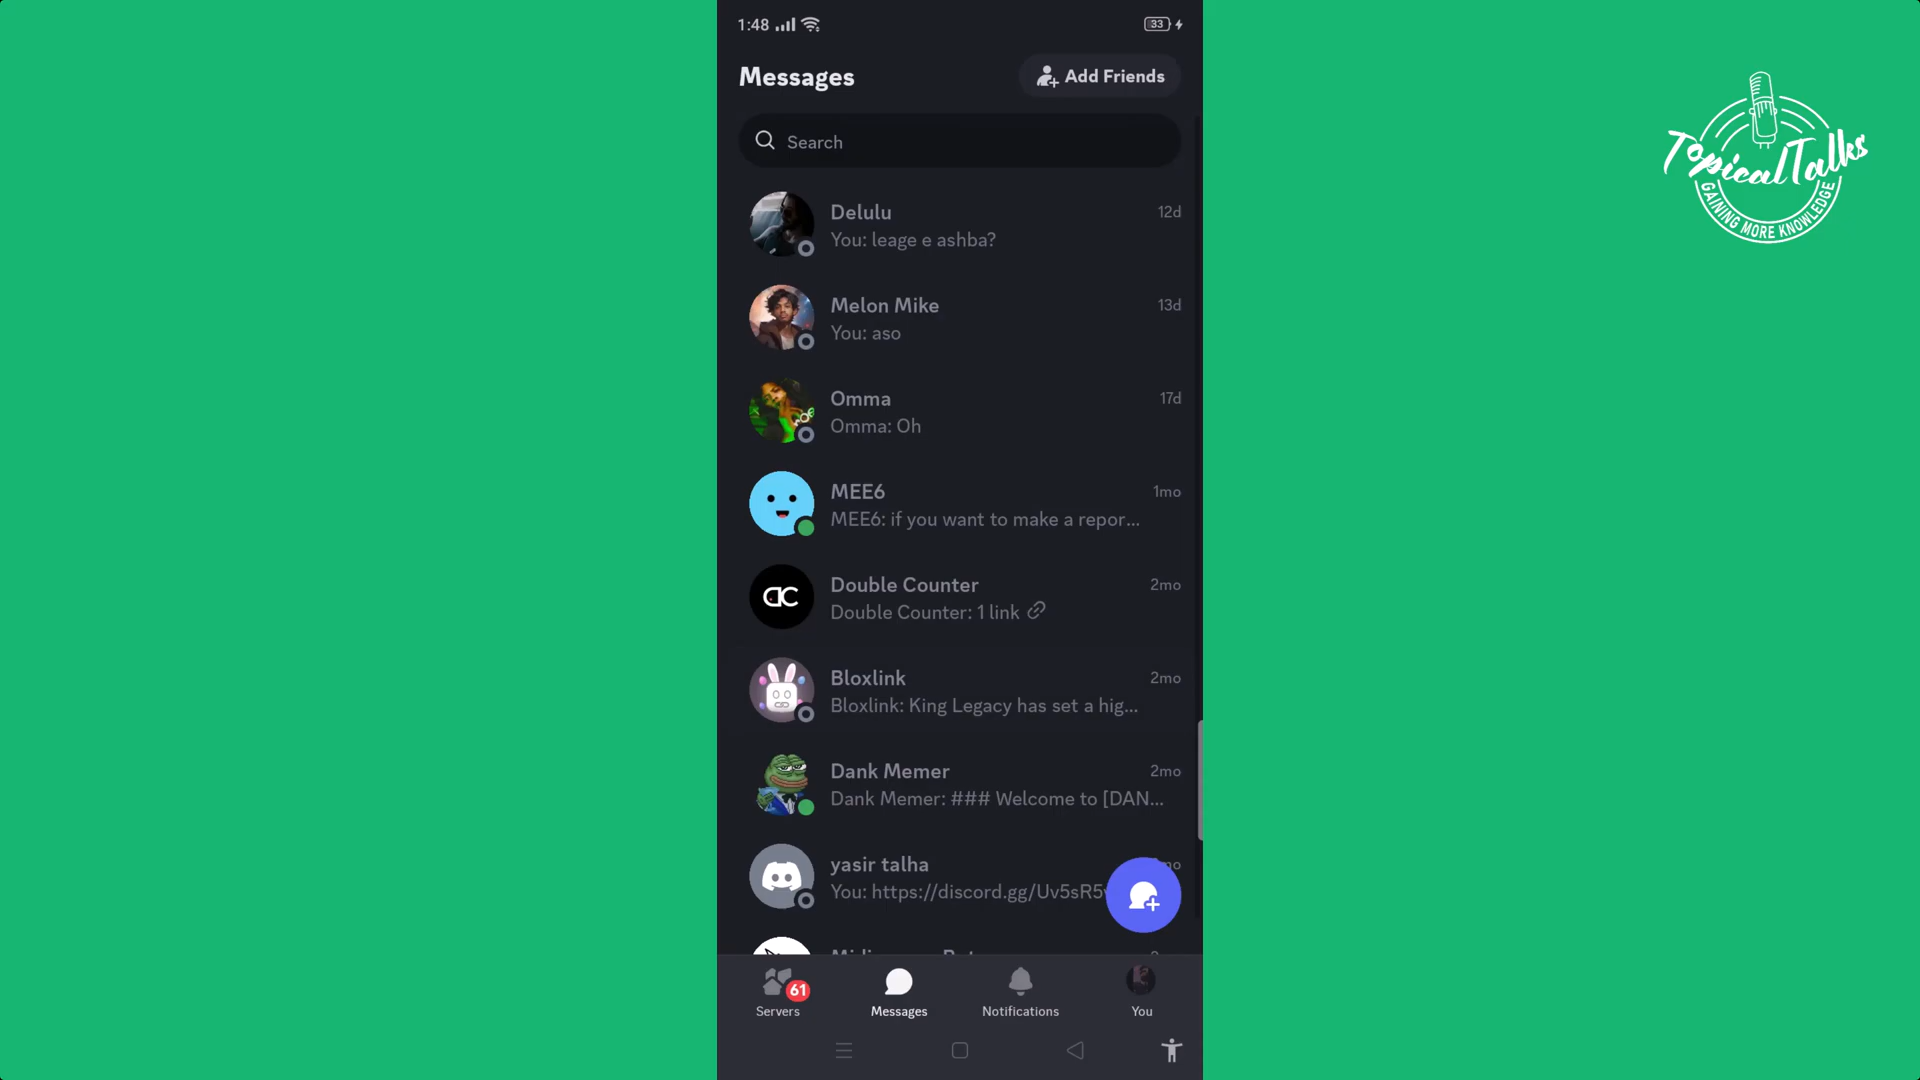 1:48
33
Messages
Add Friends
Search
Delulu
12d
You: leage e ashba?
Melon Mike
13d
You: aso
Omma
17d
Omma: Oh
MEE6
1mo
MEE6: if you want to make a repor...
Double Counter
2mo
Double Counter: 1 link
Bloxlink
2mo
Bloxlink: King Legacy has set a hig...
Dank Memer
2mo
Dank Memer: ### Welcome to [DAN...
yasir talha
You: https://discord.gg/Uv5sR5
61
Servers
Messages
Notifications
You
TopicalTalks
GAINING MORE KNOWLEDGE